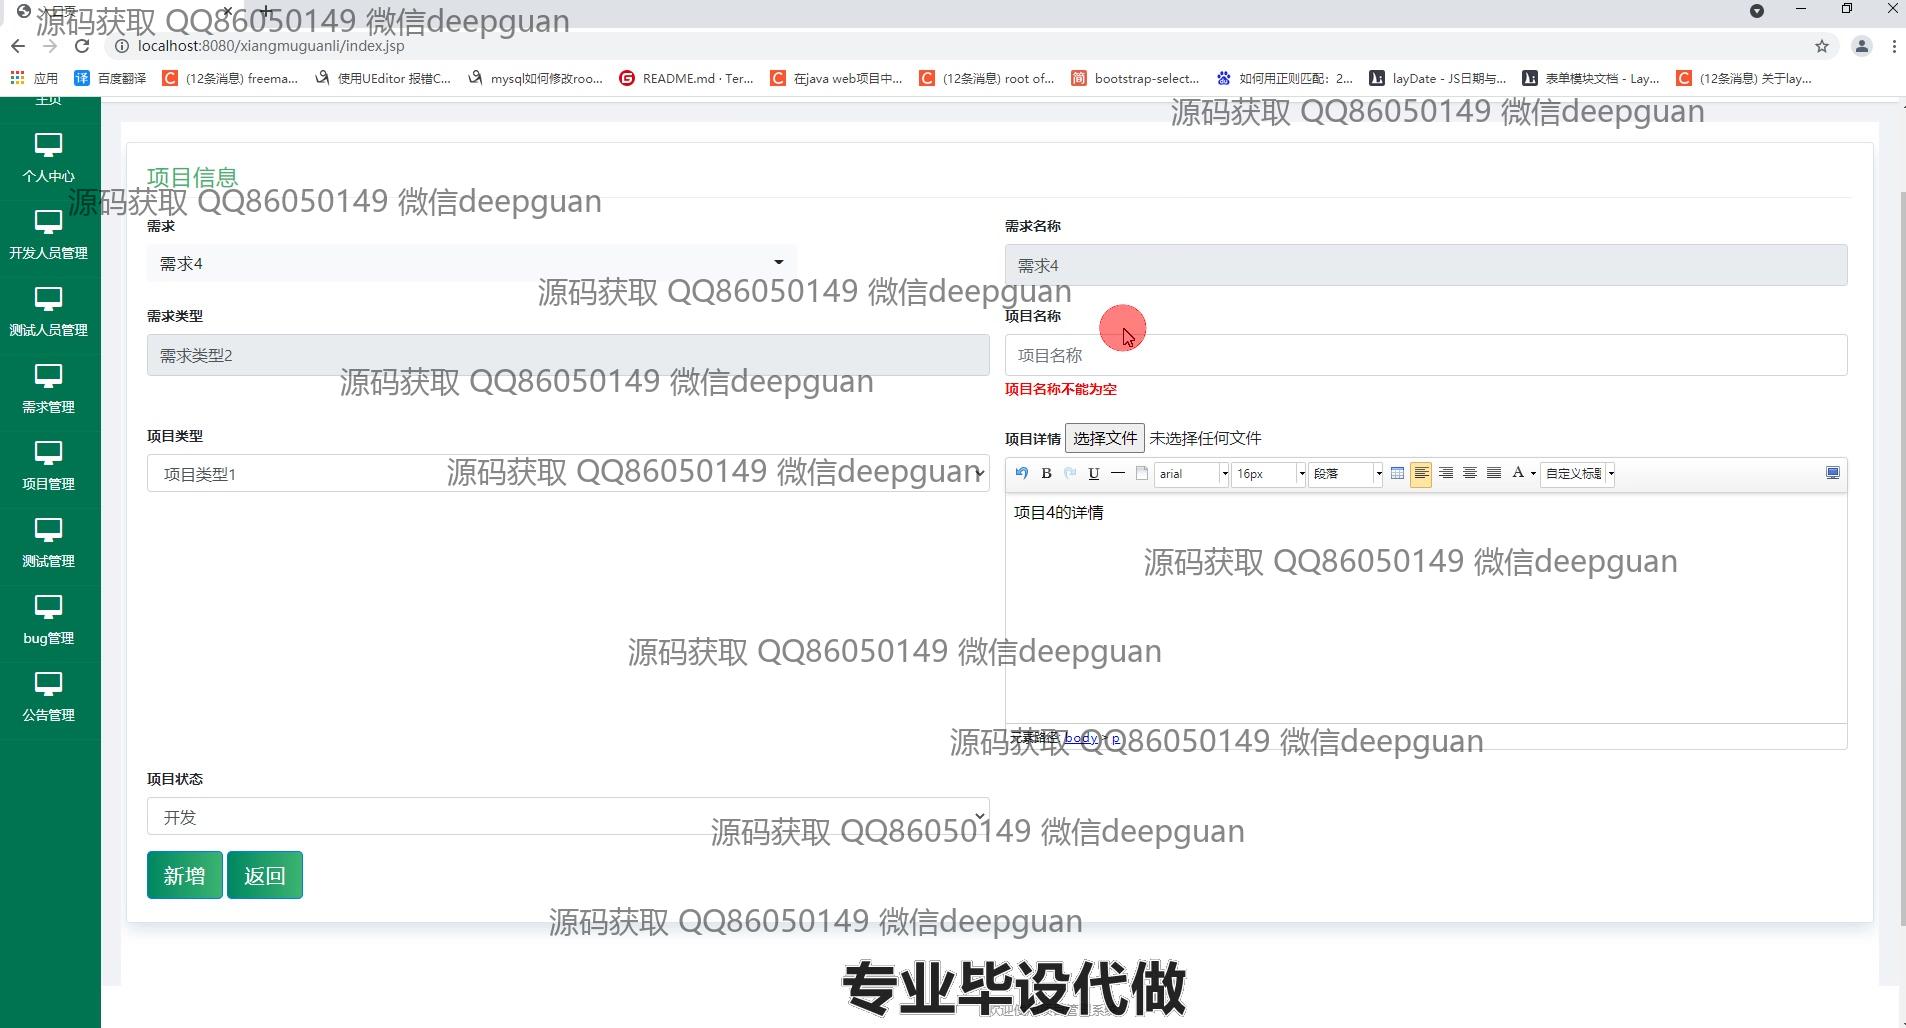 源码获取 QQ86050149 微信deepguan
localhost:8080/xiangmuguanli/index.jsp
应用
百度翻译
(12条消息) freema...
使用UEditor 报错C...
mysql如何修改roo...
README.md · Ter...
在java web项目中...
(12条消息) root of...
bootstrap-select...
如何用正则匹配：2...
layDate - JS日期与...
表单模块文档 - Lay...
(12条消息) 关于lay...
主页
源码获取 QQ86050149 微信deepguan
个人中心
项目信息
源码获取 QQ86050149 微信deepguan
需求
需求名称
开发人员管理
需求4
需求4
源码获取 QQ86050149 微信deepguan
需求类型
项目名称
测试人员管理
需求类型2
项目名称
源码获取 QQ86050149 微信deepguan
项目名称不能为空
需求管理
项目类型
项目详情 选择文件 未选择任何文件
项目类型1
源码获取 QQ86050149 微信deepguan
B U arial 16px 段落 A 自定义标题
项目管理
项目4的详情
测试管理
源码获取 QQ86050149 微信deepguan
bug管理
源码获取 QQ86050149 微信deepguan
公告管理
元素路径: body > p
源码获取 QQ86050149 微信deepguan
项目状态
开发
源码获取 QQ86050149 微信deepguan
新增 返回
源码获取 QQ86050149 微信deepguan
专业毕设代做